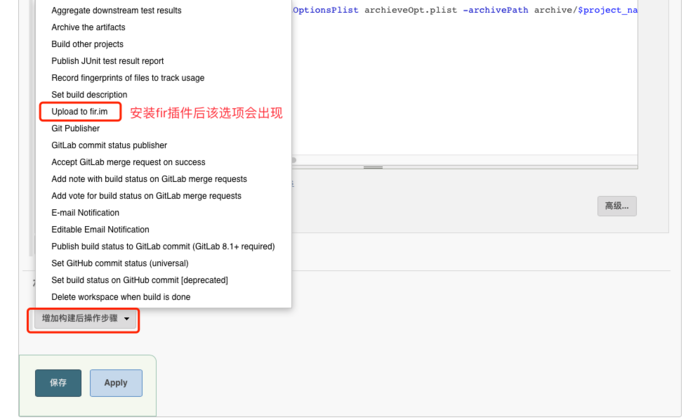 Aggregate downstream test results
OptionsPlist archieveOpt.plist -archivePath archive/$project_na
Archive the artifacts
Build other projects
Publish JUnit test result report
Record fingerprints of files to track usage
Set build description
Upload to fir.im 安装fir插件后该选项会出现
Git Publisher
GitLab commit status publisher
Accept GitLab merge request on success
Add note with build status on GitLab merge requests
Add vote for build status on GitLab merge requests
高级...
E-mail Notification
Editable Email Notification
Publish build status to GitLab commit (GitLab 8.1+ required)
Set GitHub commit status (universal)
Set build status on GitHub commit [deprecated]
Delete workspace when build is done
增加构建后操作步骤
保存 Apply